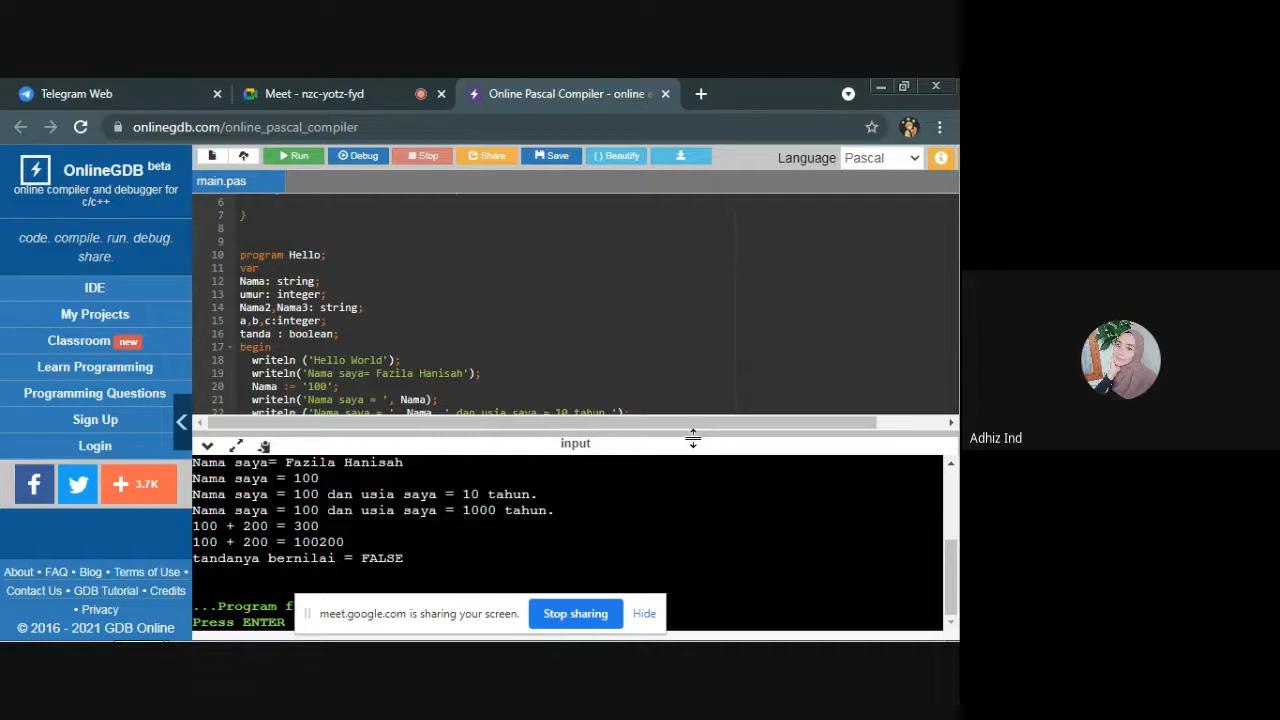 Telegram Web
Meet - nzc-yotz-fyd
Online Pascal Compiler - online e
onlinegdb.com/online_pascal_compiler
OnlineGDB beta
online compiler and debugger for
c/c++
code. compile. run. debug.
share.
IDE
My Projects
Classroom new
Learn Programming
Programming Questions
Sign Up
Login
3.7K
About • FAQ • Blog • Terms of Use •
Contact Us • GDB Tutorial • Credits
• Privacy
© 2016 - 2021 GDB Online
Run Debug Stop Share Save { } Beautify
Language Pascal
main.pas
6
7 }
8
9
10 program Hello;
11 var
12 Nama: string;
13 umur: integer;
14 Nama2,Nama3: string;
15 a,b,c:integer;
16 tanda : boolean;
17 begin
18 writeln ('Hello World');
19 writeln('Nama saya= Fazila Hanisah');
20 Nama := '100';
21 writeln('Nama saya = ', Nama);
22 writeln ('Nama saya = ', Nama, ' dan usia saya = 10 tahun.');
input
Nama saya= Fazila Hanisah
Nama saya = 100
Nama saya = 100 dan usia saya = 10 tahun.
Nama saya = 100 dan usia saya = 1000 tahun.
100 + 200 = 300
100 + 200 = 100200
tandanya bernilai = FALSE
...Program f
Press ENTER
meet.google.com is sharing your screen.
Stop sharing
Hide
Adhiz Ind